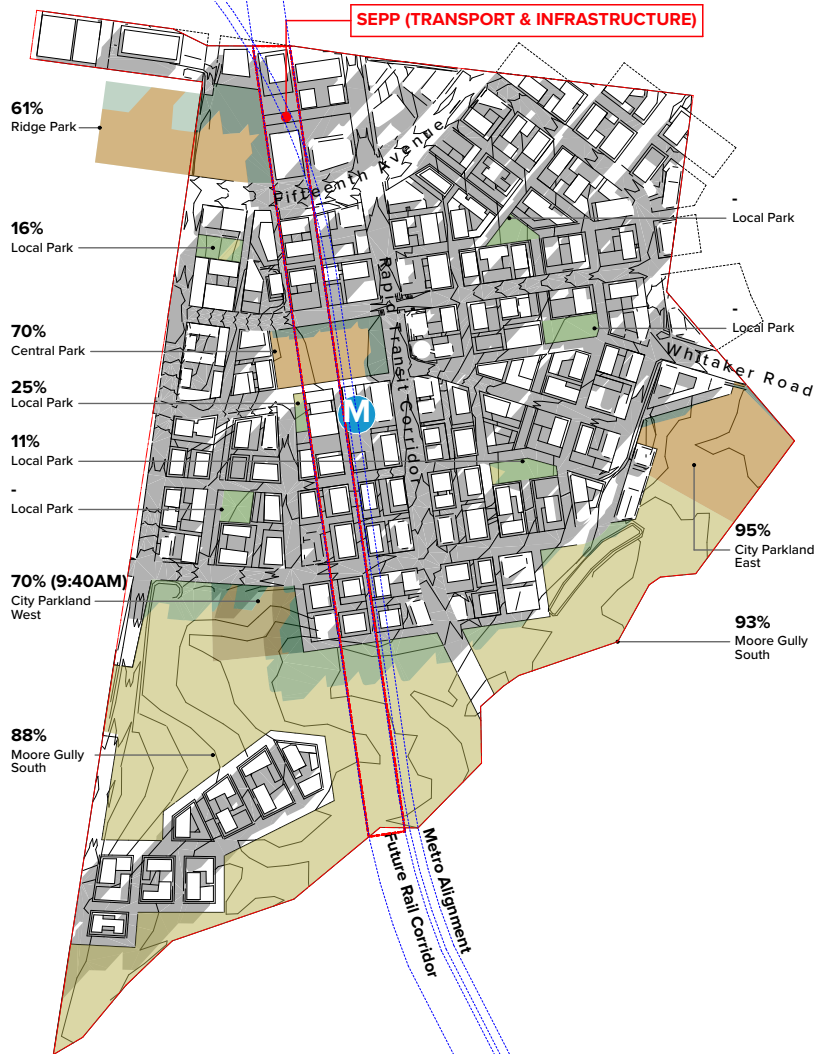 SEPP (TRANSPORT & INFRASTRUCTURE)
61%
Ridge Park
Fifteenth Avenue
-
Local Park
16%
Local Park
Rapid Transit Corridor
-
Local Park
70%
Central Park
Whitaker Road
25%
Local Park
M
11%
Local Park
-
Local Park
95%
City Parkland
East
70% (9:40AM)
City Parkland
West
93%
Moore Gully
South
88%
Moore Gully
South
Metro Alignment
Future Rail Corridor